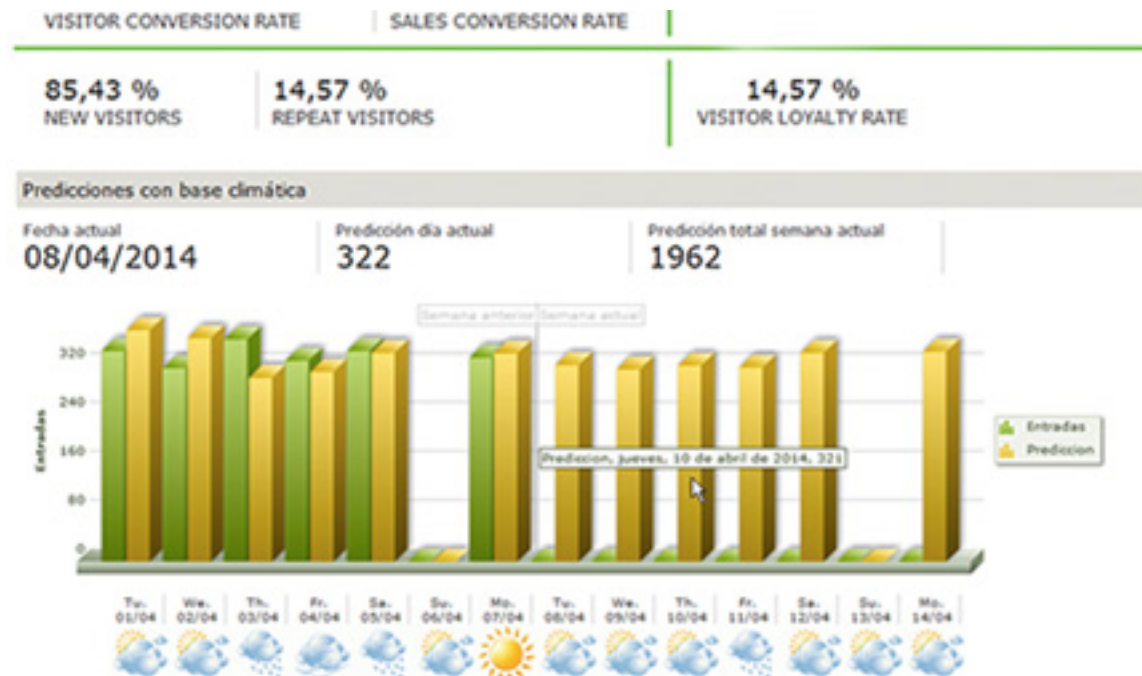 VISITOR CONVERSION RATE SALES CONVERSION RATE
85,43 % 14,57 % 14,57 %
NEW VISITORS REPEAT VISITORS VISITOR LOYALTY RATE
Predicciones con base climática
Fecha actual Predicción día actual Predicción total semana actual
08/04/2014 322 1962
Semana anterior Semana actual
320
240
160
80
0
Entradas
Prediccion, jueves, 10 de abril de 2014, 321
Entradas
Prediccion
Tu. We. Th. Fr. Sa. Su. Mo. Tu. We. Th. Fr. Sa. Su. Mo.
01/04 02/04 03/04 04/04 05/04 06/04 07/04 08/04 09/04 10/04 11/04 12/04 13/04 14/04